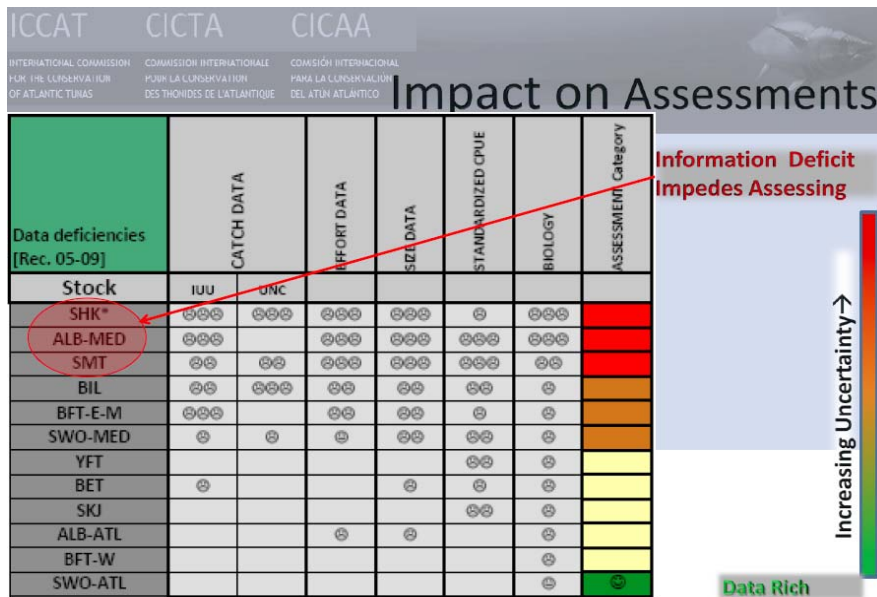 ICCAT CICTA CICAA
INTERNATIONAL COMMISSION COMMISSION INTERNATIONALE COMISIÓN INTERNACIONAL
FOR THE CONSERVATION POUR LA CONSERVATION PARA LA CONSERVACIÓN
OF ATLANTIC TUNAS DES THONIDÉS DE L'ATLANTIQUE DEL ATÚN ATLÁNTICO
Impact on Assessments
Data deficiencies
[Rec. 05-09]
CATCH DATA
EFFORT DATA
SIZE DATA
STANDARDIZED CPUE
BIOLOGY
ASSESSMENT Category
Information Deficit
Impedes Assessing
Stock IUU UNC
SHK*
ALB-MED
SMT
BIL
BFT-E-M
SWO-MED
YFT
BET
SKJ
ALB-ATL
BFT-W
SWO-ATL
Increasing Uncertainty→
Data Rich